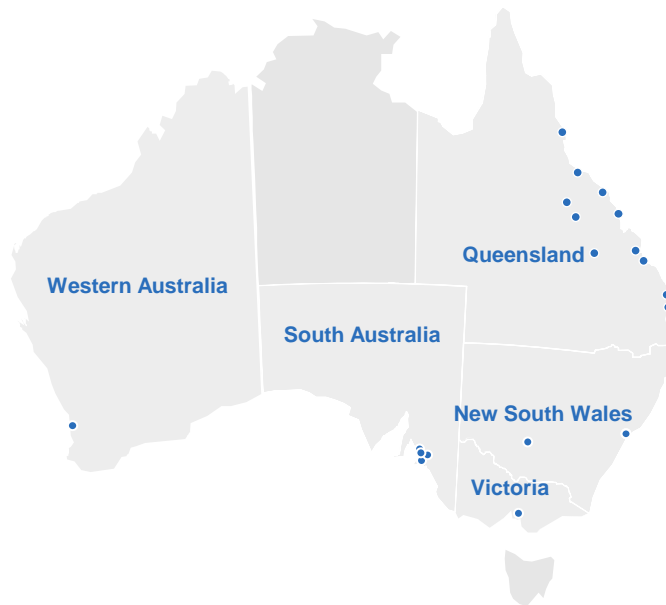 Queensland
Western Australia
South Australia
New South Wales
Victoria